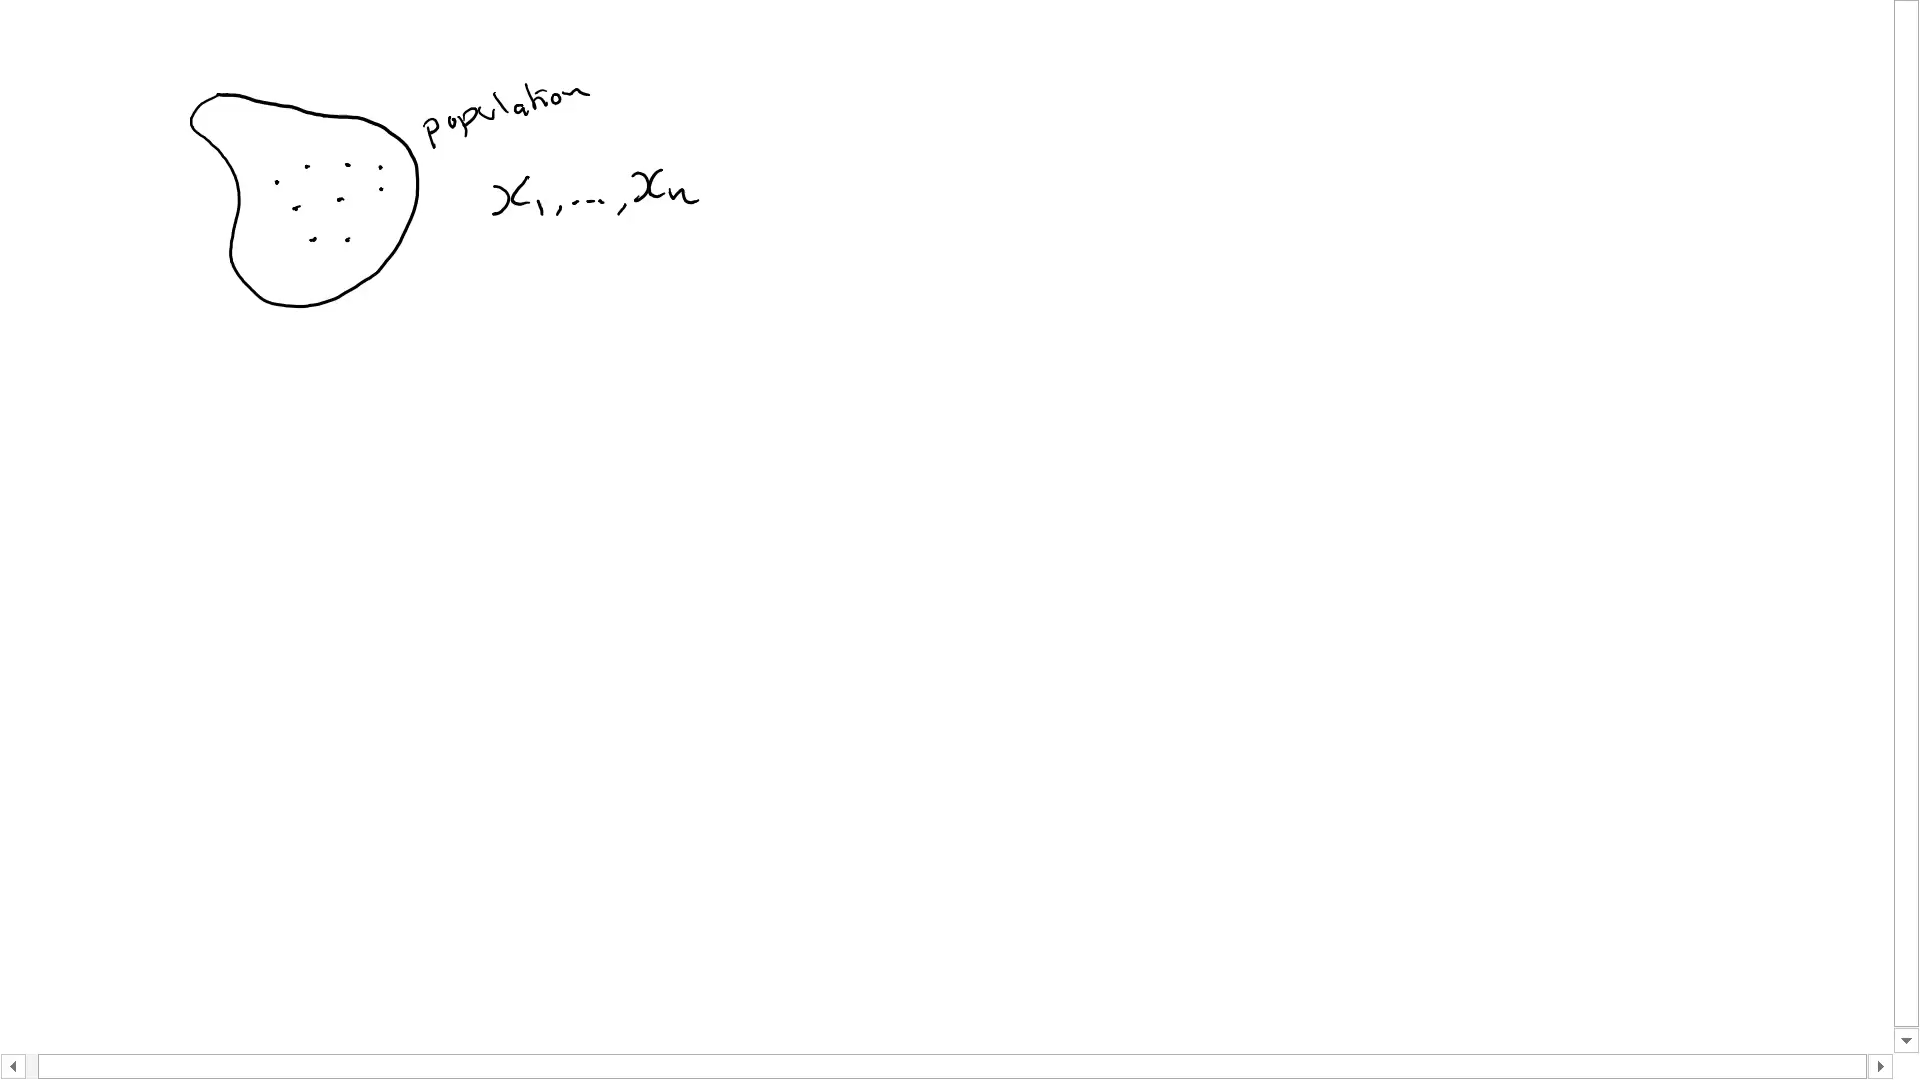 population
x₁, ..., xₙ